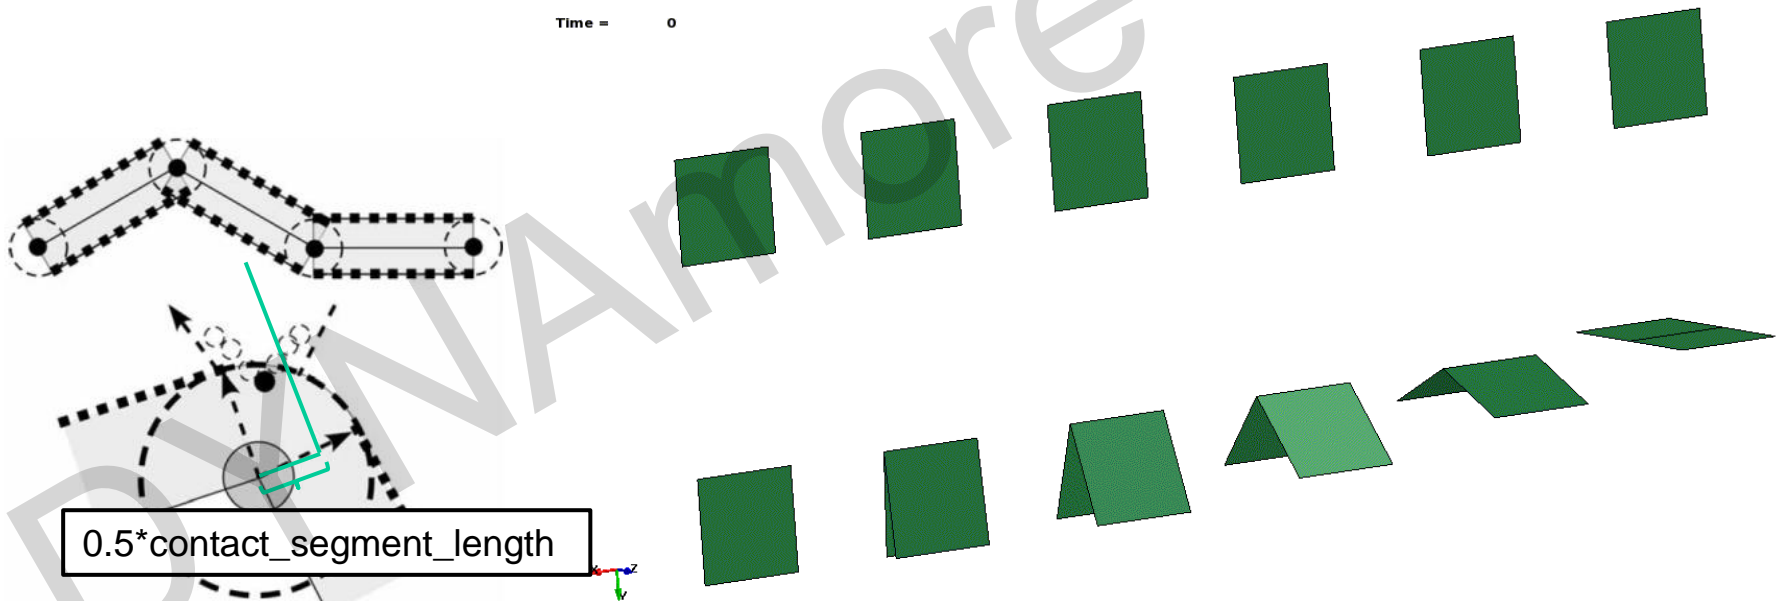 Time = 0
DYNAmore
0.5*contact_segment_length
X Z
Y